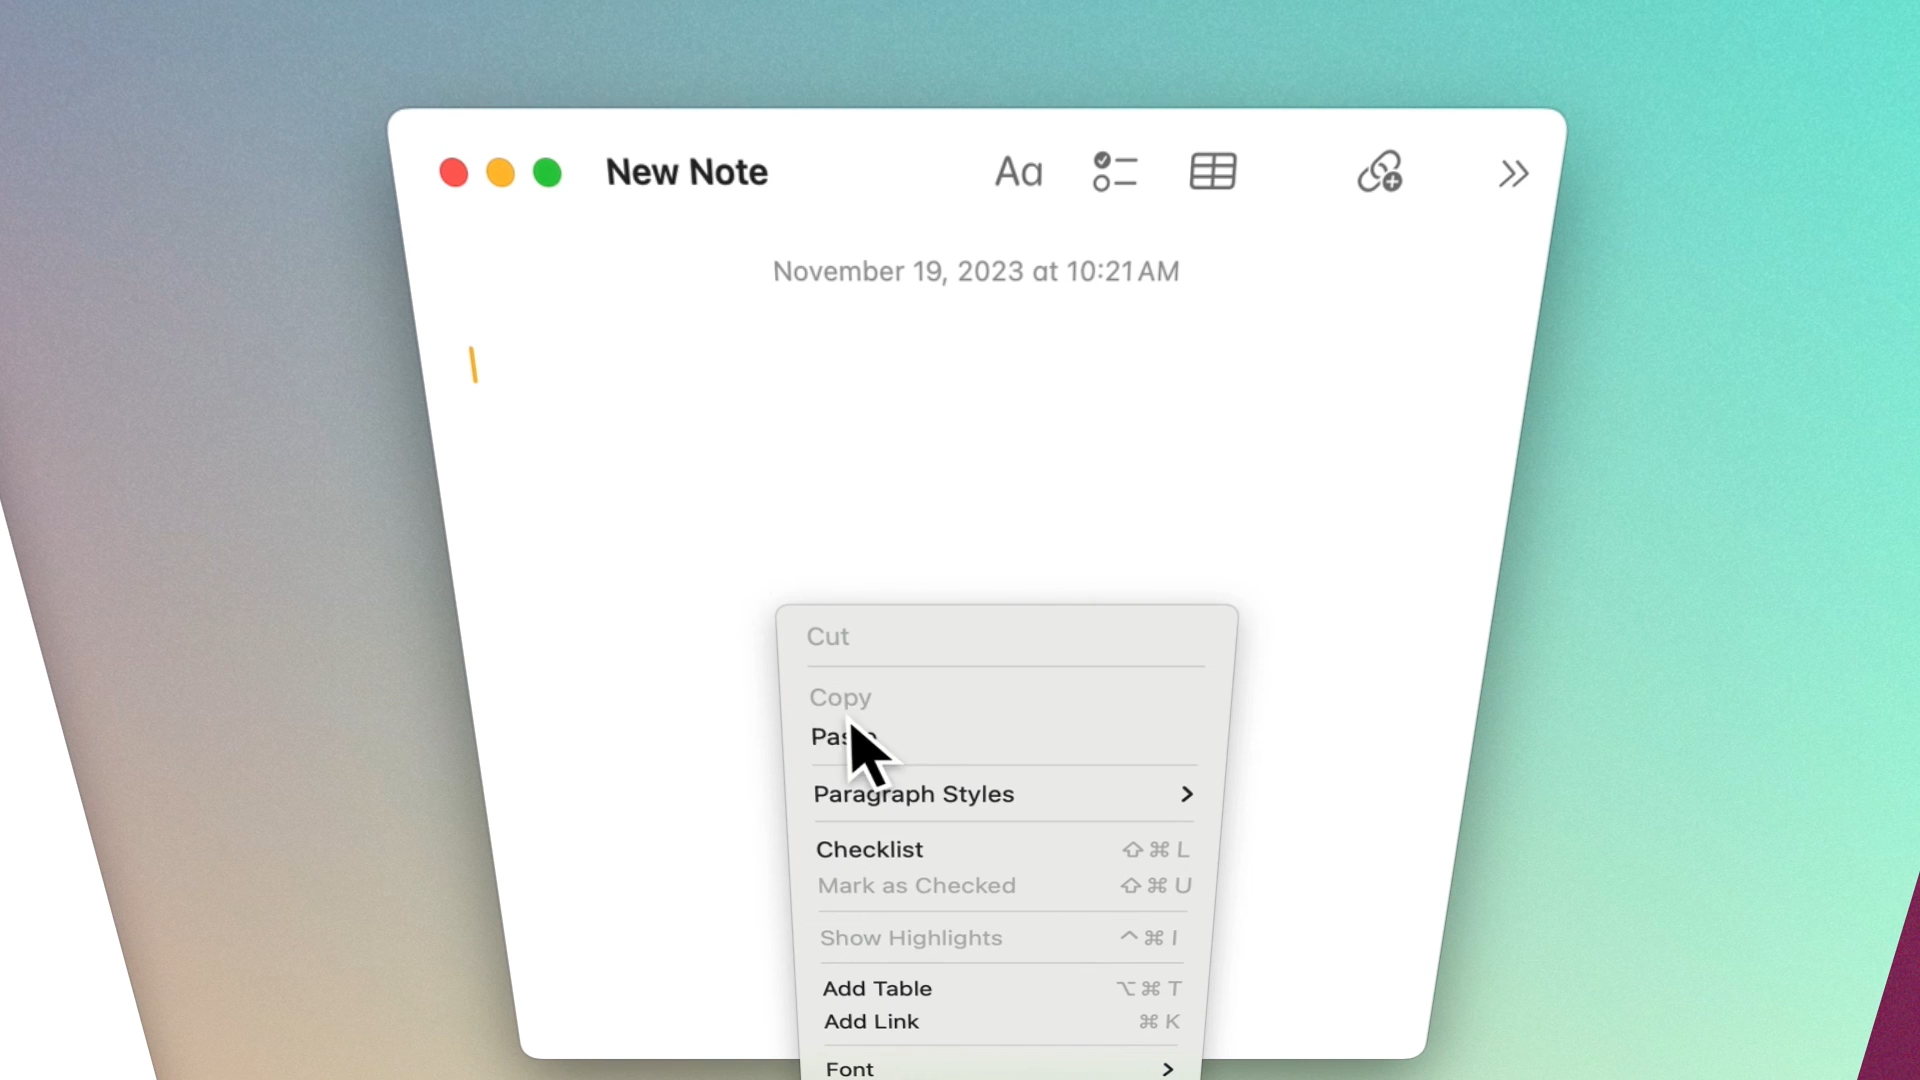 New Note
Aa
November 19, 2023 at 10:21 AM
Cut
Copy
Paragraph Styles
Checklist ⇧⌘L
Mark as Checked ⇧⌘U
Show Highlights ^⌘I
Add Table ⌥⌘T
Add Link ⌘K
Font